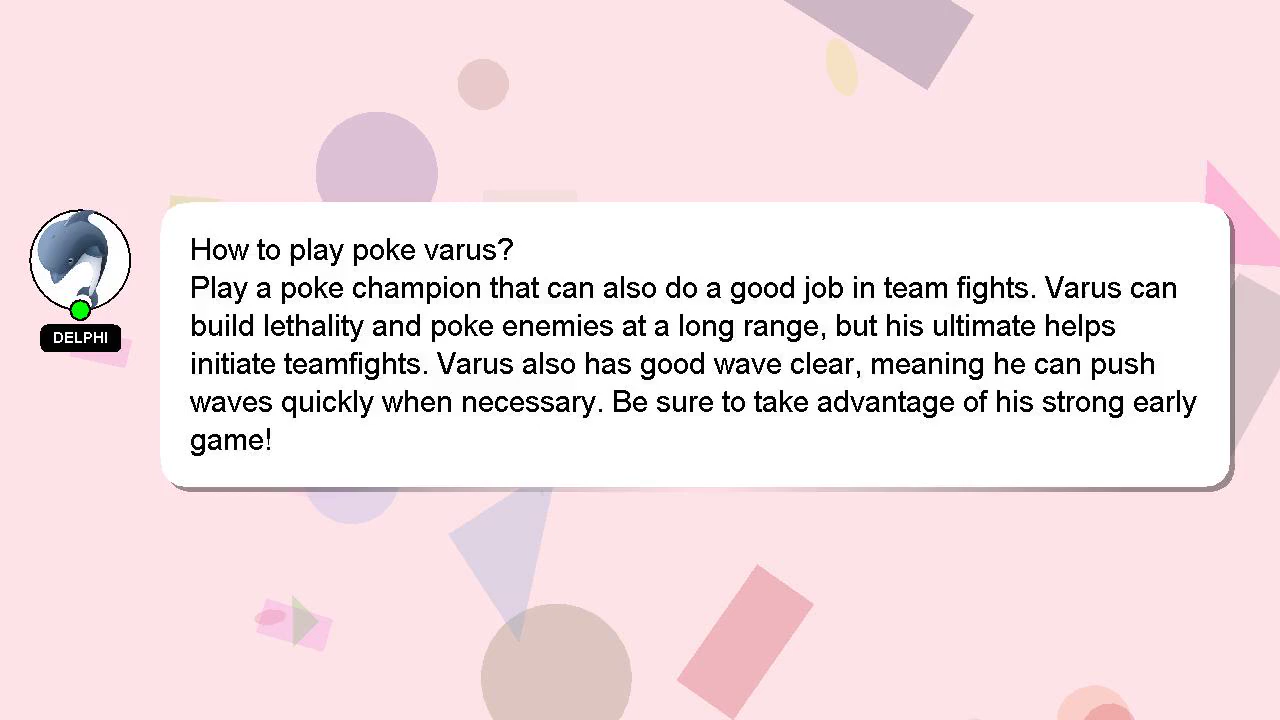 How to play poke varus?
Play a poke champion that can also do a good job in team fights. Varus can
build lethality and poke enemies at a long range, but his ultimate helps
initiate teamfights. Varus also has good wave clear, meaning he can push
waves quickly when necessary. Be sure to take advantage of his strong early
game!
DELPHI